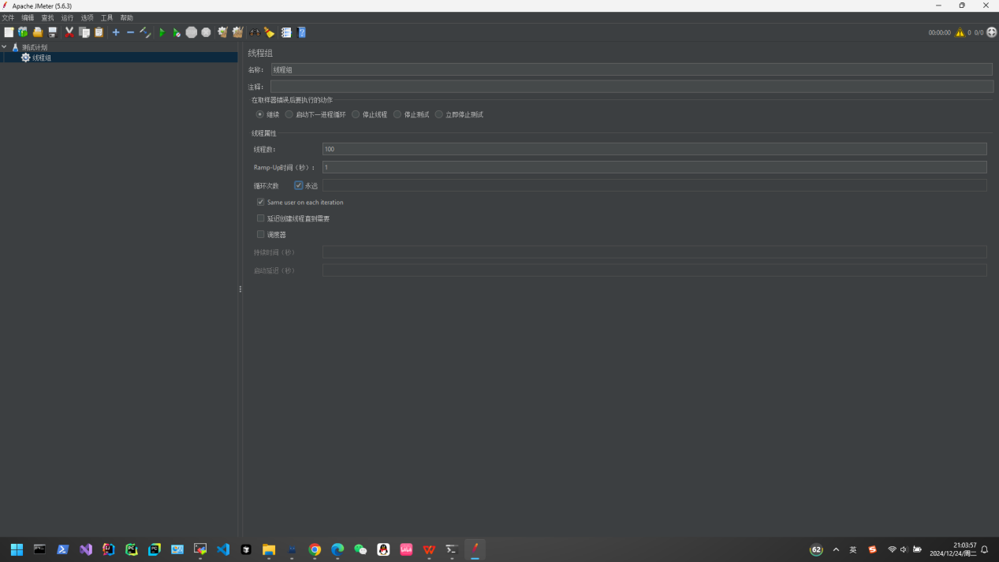 Apache JMeter (5.6.3)
文件 编辑 查找 运行 选项 工具 帮助
00:00:00 0 0/0
测试计划
线程组
线程组
名称： 线程组
注释：
在取样器错误后要执行的动作
继续 启动下一进程循环 停止线程 停止测试 立即停止测试
线程属性
线程数： 100
Ramp-Up时间（秒）： 1
循环次数 永远
Same user on each iteration
延迟创建线程直到需要
调度器
持续时间（秒）
启动延迟（秒）
62 英 21:03:57
2024/12/24/周二